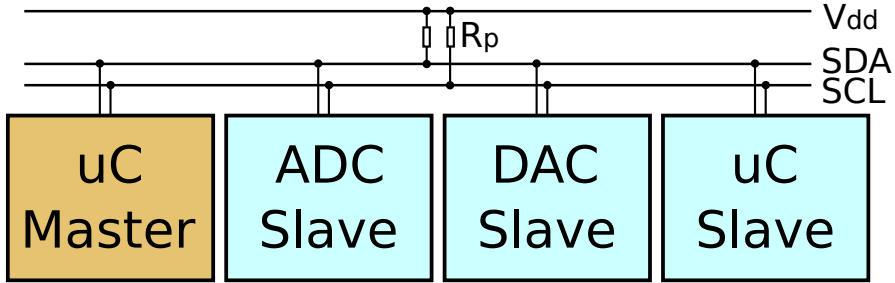 Vdd
Rp
SDA
SCL
uC
Master
ADC
Slave
DAC
Slave
uC
Slave